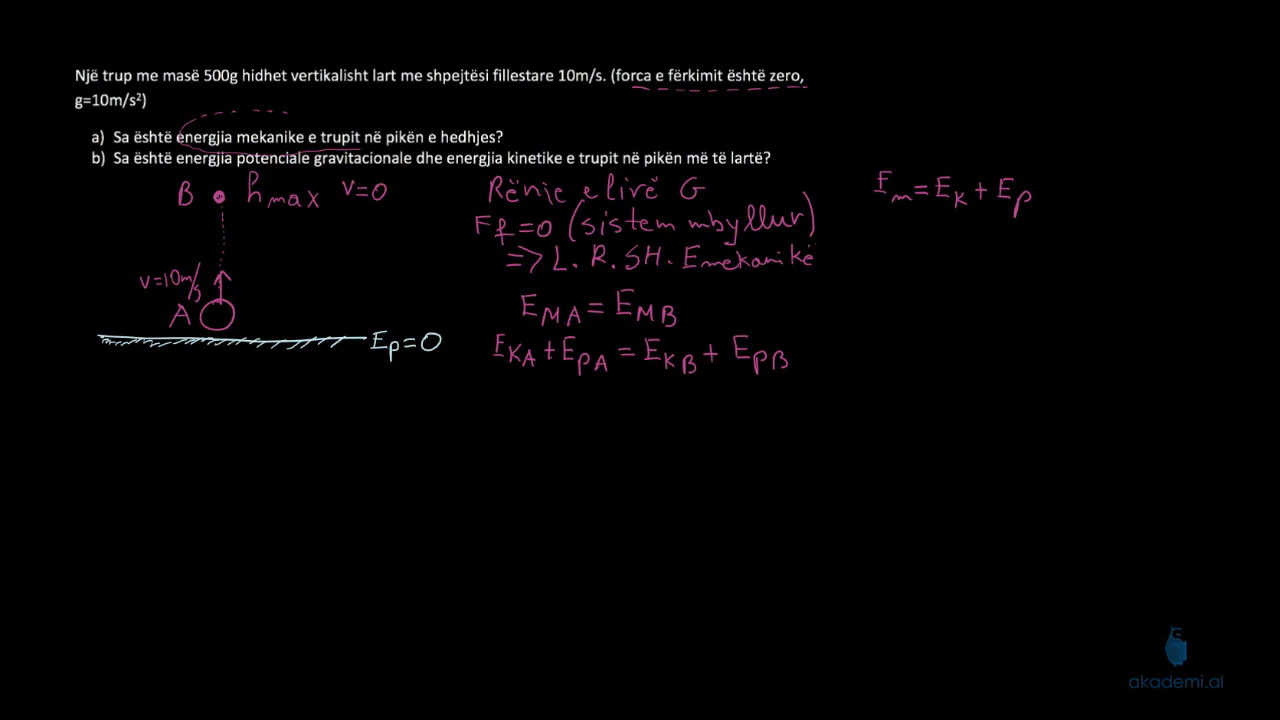 Një trup me masë 500g hidhet vertikalisht lart me shpejtësi fillestare 10m/s. (forca e fërkimit është zero,
g=10m/s²)
a) Sa është energjia mekanike e trupit në pikën e hedhjes?
b) Sa është energjia potenciale gravitacionale dhe energjia kinetike e trupit në pikën më të lartë?
B hmax v=0
Rënie e lirë G
Em=EK+Ep
Ff=0 (sistem mbyllur)
=> L.R.SH.Emekanikë
v=10m/s
A
EMA=EMB
Ep=0
EKA+EPA=EKB+EPB
akademi.al